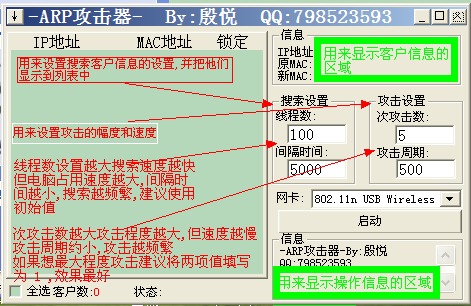 -ARP攻击器- By:殷悦 QQ:798523593
IP地址 MAC地址 锁定
用来设置搜索客户信息的设置,并把他们
显示到列表中
用来设置攻击的幅度和速度
线程数设置越大搜索速度越快
但电脑占用速度越大,间隔时
间越小,搜索越频繁,建议使用
初始值
次攻击数越大攻击程度越大,但速度越慢
攻击周期约小,攻击越频繁
如果想最大程度攻击建议将两项值填写
为 1 ,效果最好
全选 客户数:0 状态:
信息
IP地址
原MAC:
新MAC:
用来显示客户信息的
区域
搜索设置
线程数:
100
间隔时间:
5000
攻击设置
次攻击数:
5
攻击周期:
500
网卡: 802.11n USB Wireless
启动
信息
-ARP攻击器-By:殷悦
QQ:798523593
用来显示操作信息的区域